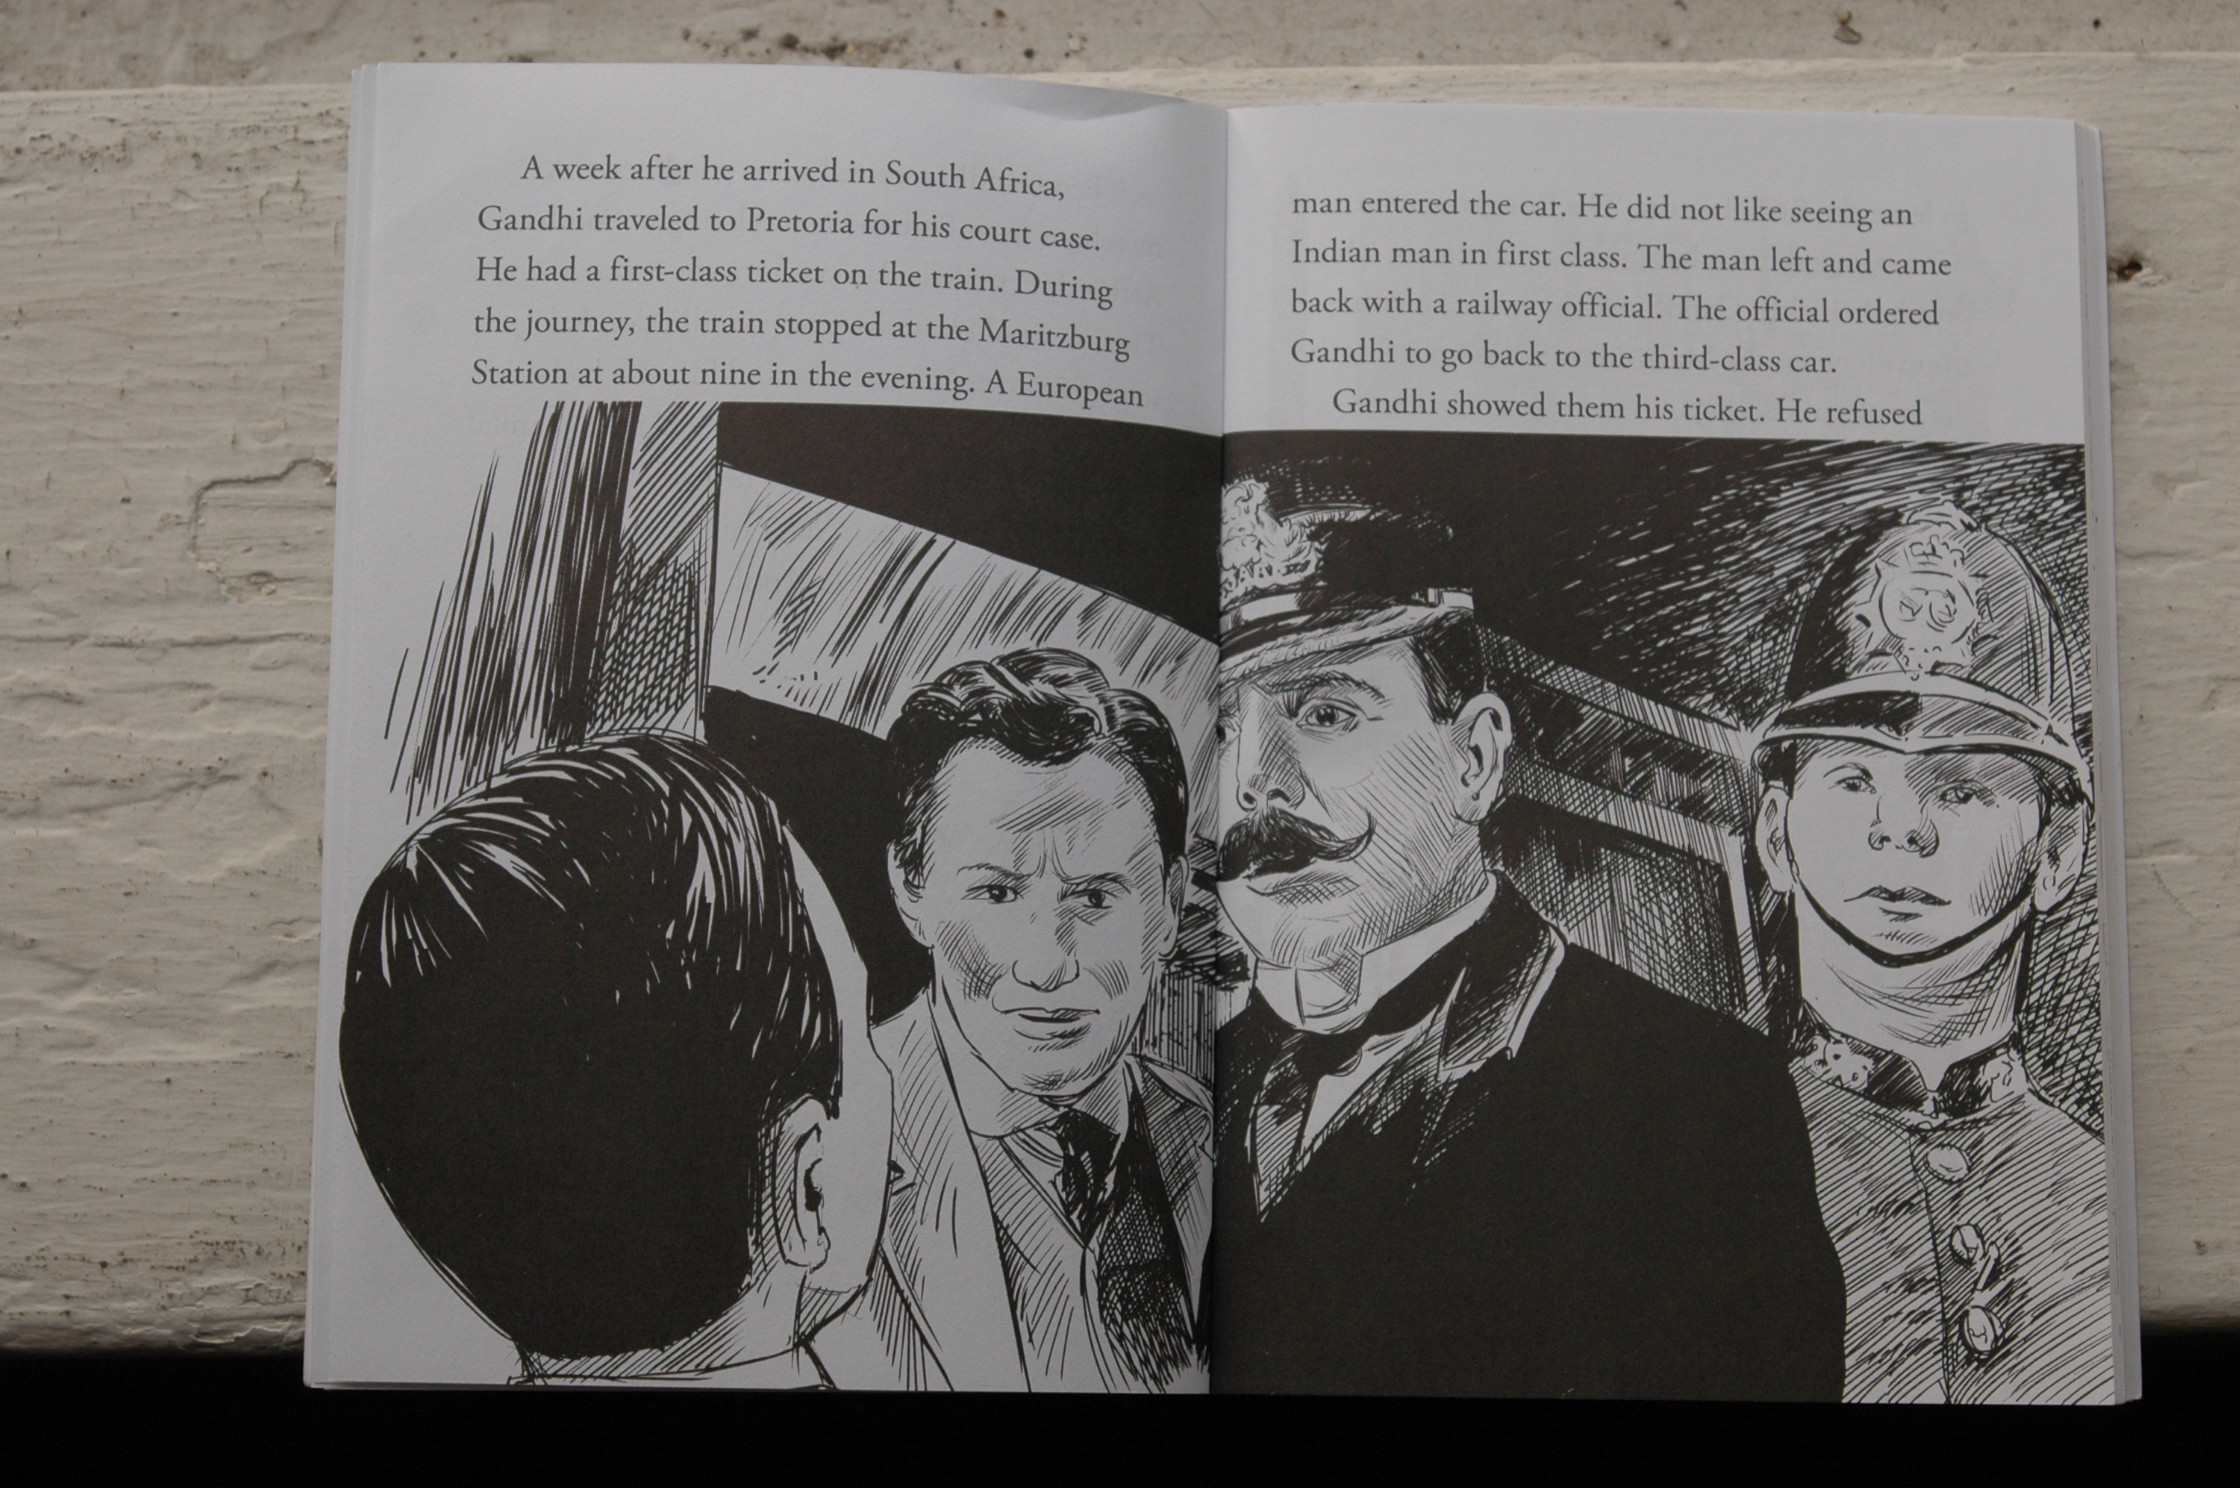 A week after he arrived in South Africa,
Gandhi traveled to Pretoria for his court case.
He had a first-class ticket on the train. During
the journey, the train stopped at the Maritzburg
Station at about nine in the evening. A European
man entered the car. He did not like seeing an
Indian man in first class. The man left and came
back with a railway official. The official ordered
Gandhi to go back to the third-class car.
Gandhi showed them his ticket. He refused